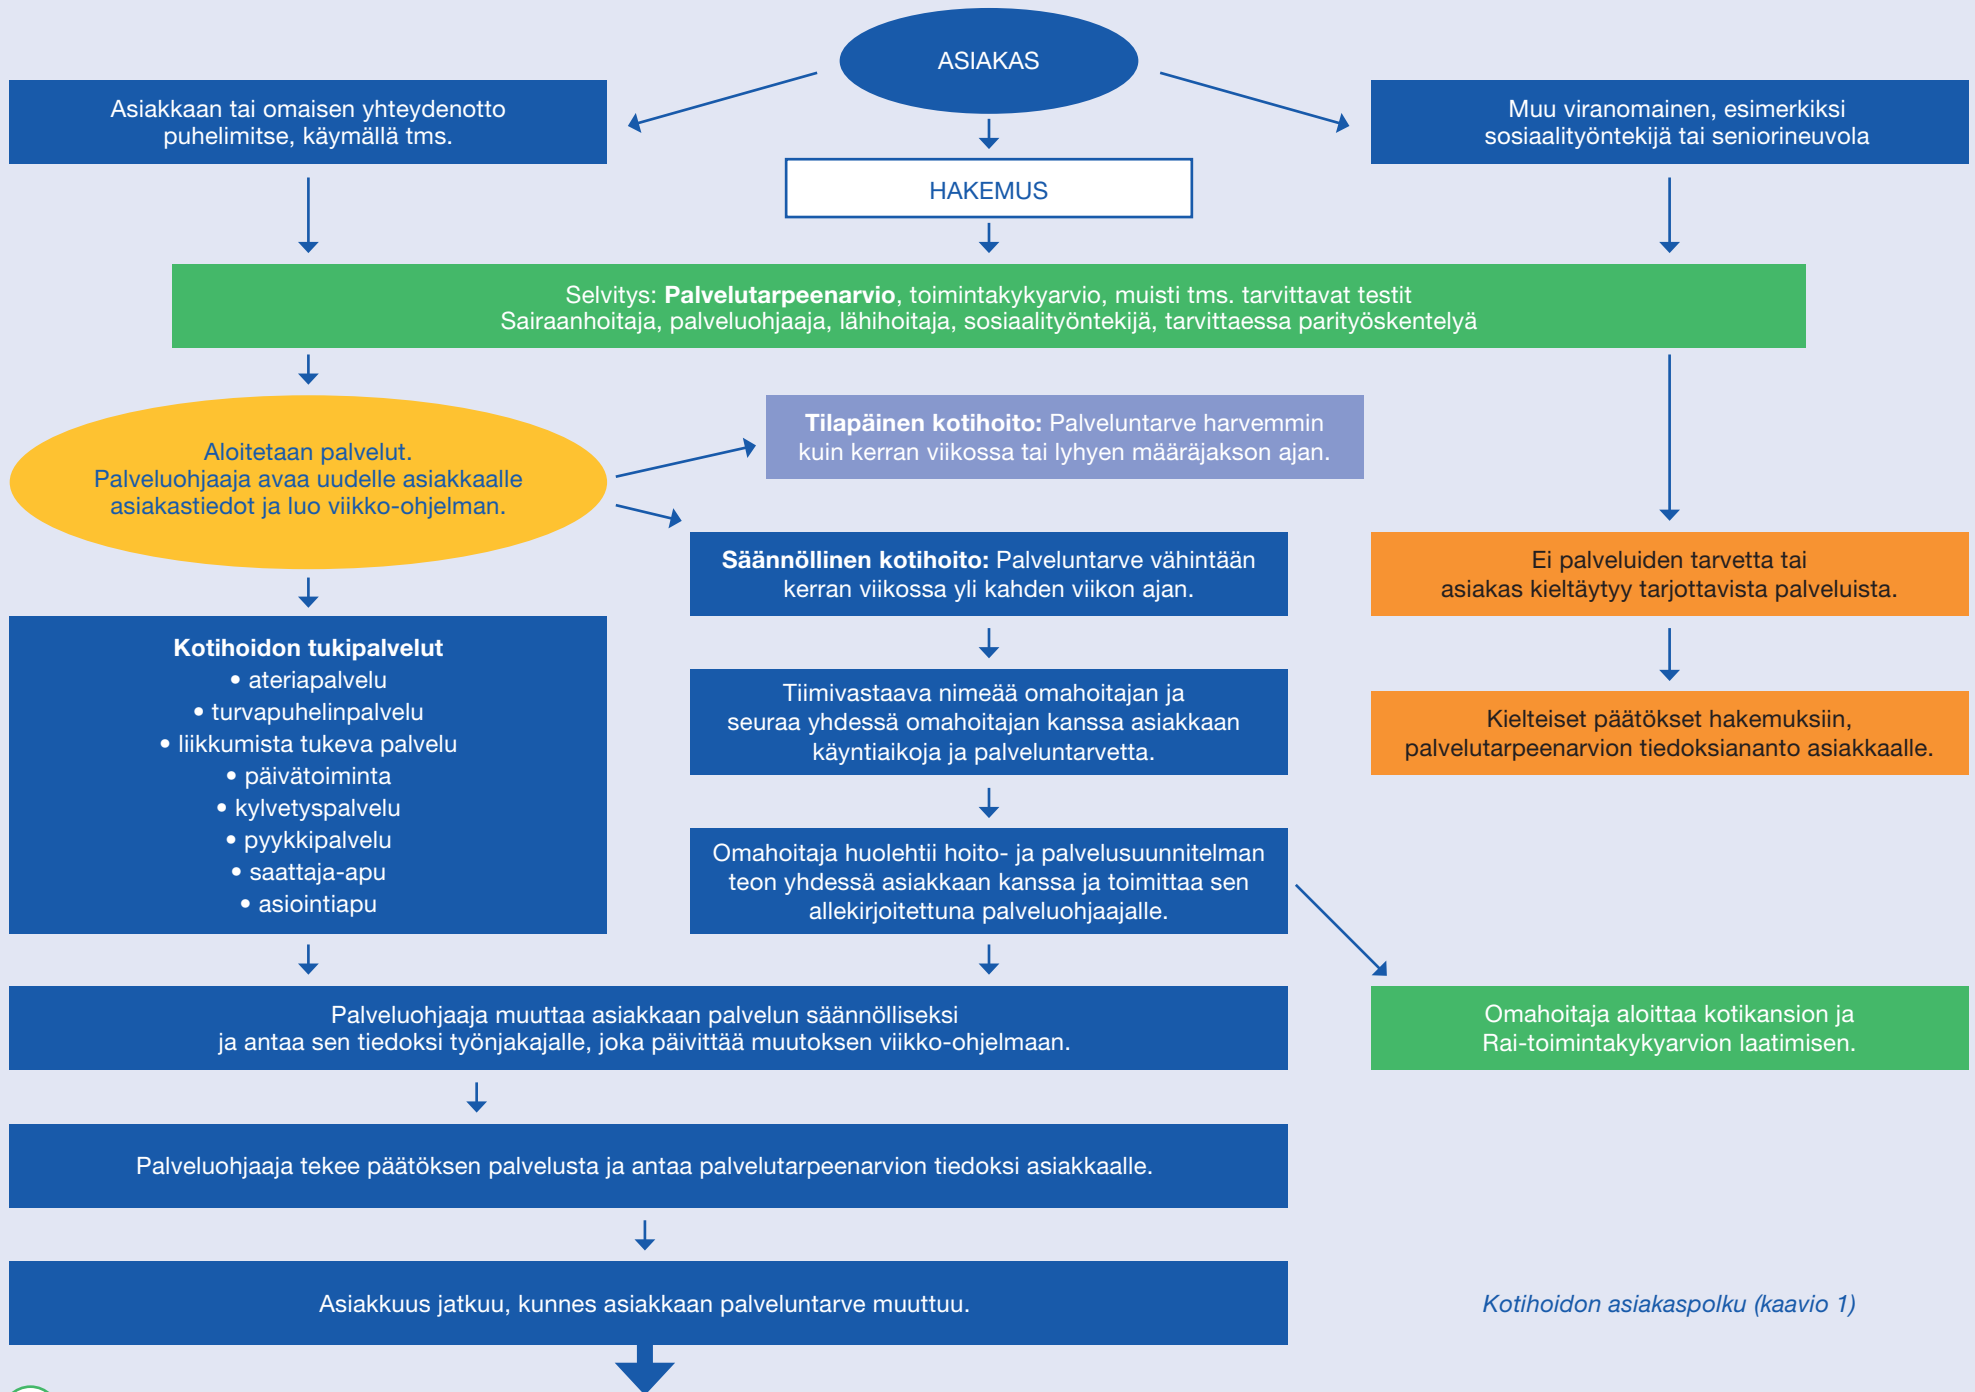 ASIAKAS
Asiakkaan tai omaisen yhteydenotto
puhelimitse, käymällä tms.
HAKEMUS
Muu viranomainen, esimerkiksi
sosiaalityöntekijä tai seniorineuvola
Selvitys: Palvelutarpeenarvio, toimintakykyarvio, muisti tms. tarvittavat testit
Sairaanhoitaja, palveluohjaaja, lähihoitaja, sosiaalityöntekijä, tarvittaessa parityöskentelyä
Aloitetaan palvelut.
Palveluohjaaja avaa uudelle asiakkaalle
asiakastiedot ja luo viikko-ohjelman.
Tilapäinen kotihoito: Palveluntarve harvemmin
kuin kerran viikossa tai lyhyen määräjakson ajan.
Säännöllinen kotihoito: Palveluntarve vähintään
kerran viikossa yli kahden viikon ajan.
Ei palveluiden tarvetta tai
asiakas kieltäytyy tarjottavista palveluista.
Kotihoidon tukipalvelut
• ateriapalvelu
• turvapuhelinpalvelu
• liikkumista tukeva palvelu
• päivätoiminta
• kylvetyspalvelu
• pyykkipalvelu
• saattaja-apu
• asiointiapu
Tiimivastaava nimeää omahoitajan ja
seuraa yhdessä omahoitajan kanssa asiakkaan
käyntiaikoja ja palveluntarvetta.
Kielteiset päätökset hakemuksiin,
palvelutarpeenarvion tiedoksiananto asiakkaalle.
Omahoitaja huolehtii hoito- ja palvelusuunnitelman
teon yhdessä asiakkaan kanssa ja toimittaa sen
allekirjoitettuna palveluohjaajalle.
Palveluohjaaja muuttaa asiakkaan palvelun säännölliseksi
ja antaa sen tiedoksi työnjakajalle, joka päivittää muutoksen viikko-ohjelmaan.
Omahoitaja aloittaa kotikansion ja
Rai-toimintakykyarvion laatimisen.
Palveluohjaaja tekee päätöksen palvelusta ja antaa palvelutarpeenarvion tiedoksi asiakkaalle.
Asiakkuus jatkuu, kunnes asiakkaan palveluntarve muuttuu.
Kotihoidon asiakaspolku (kaavio 1)